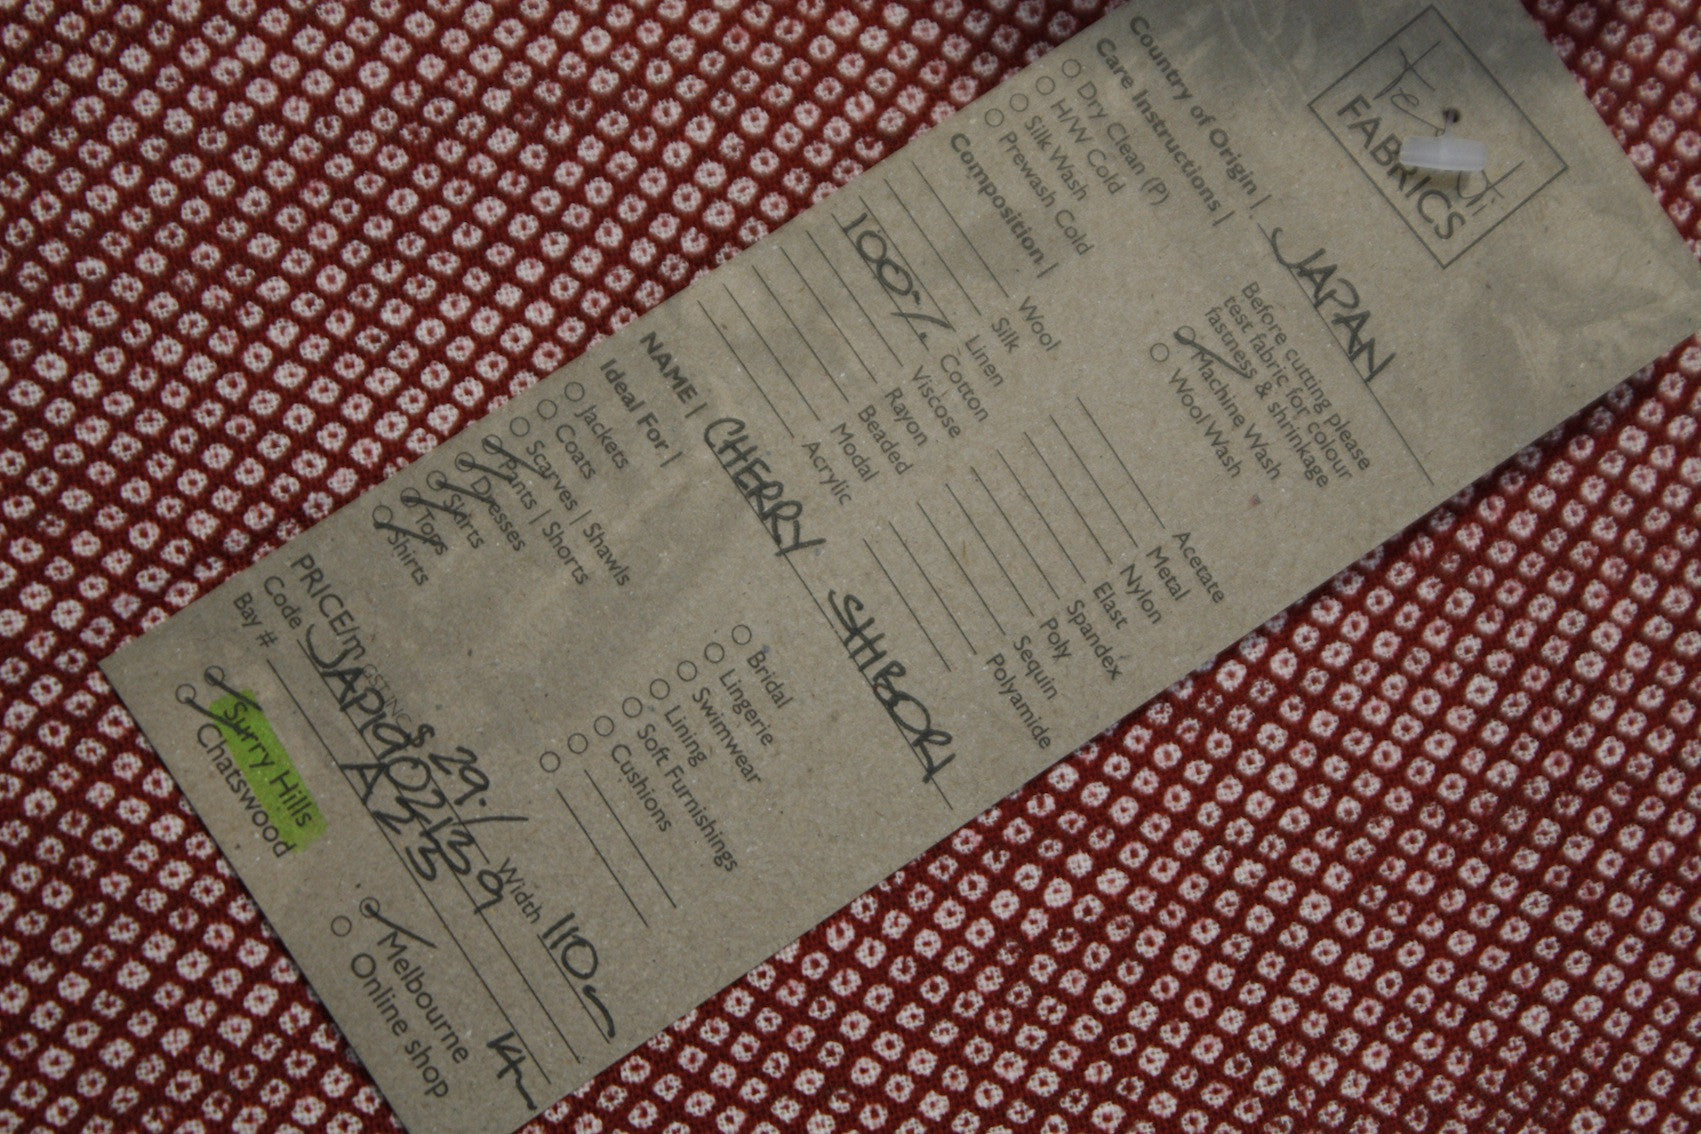 FABRICS
Country of Origin | JAPAN
Care Instructions |
Dry Clean (P)
H/W Cold
Silk Wash
Prewash Cold
Before cutting please
test fabric for colour
fastness & shrinkage
Machine Wash
Wool Wash
Composition |
Wool
Silk
Linen
100% Cotton
Viscose
Rayon
Beaded
Modal
Acrylic
Acetate
Metal
Nylon
Elast
Spandex
Poly
Sequin
Polyamide
NAME | CHERRY SHIBORI
Ideal For |
Jackets
Coats
Scarves | Shawls
Pants | Shorts
Dresses
Skirts
Tops
Shirts
Bridal
Lingerie
Swimwear
Lining
Soft Furnishings
Cushions
PRICE/m GST INC $ 29. Width 110
Code JAP1902139
Bay # A23
Surry Hills
Chatswood
Melbourne
Online shop